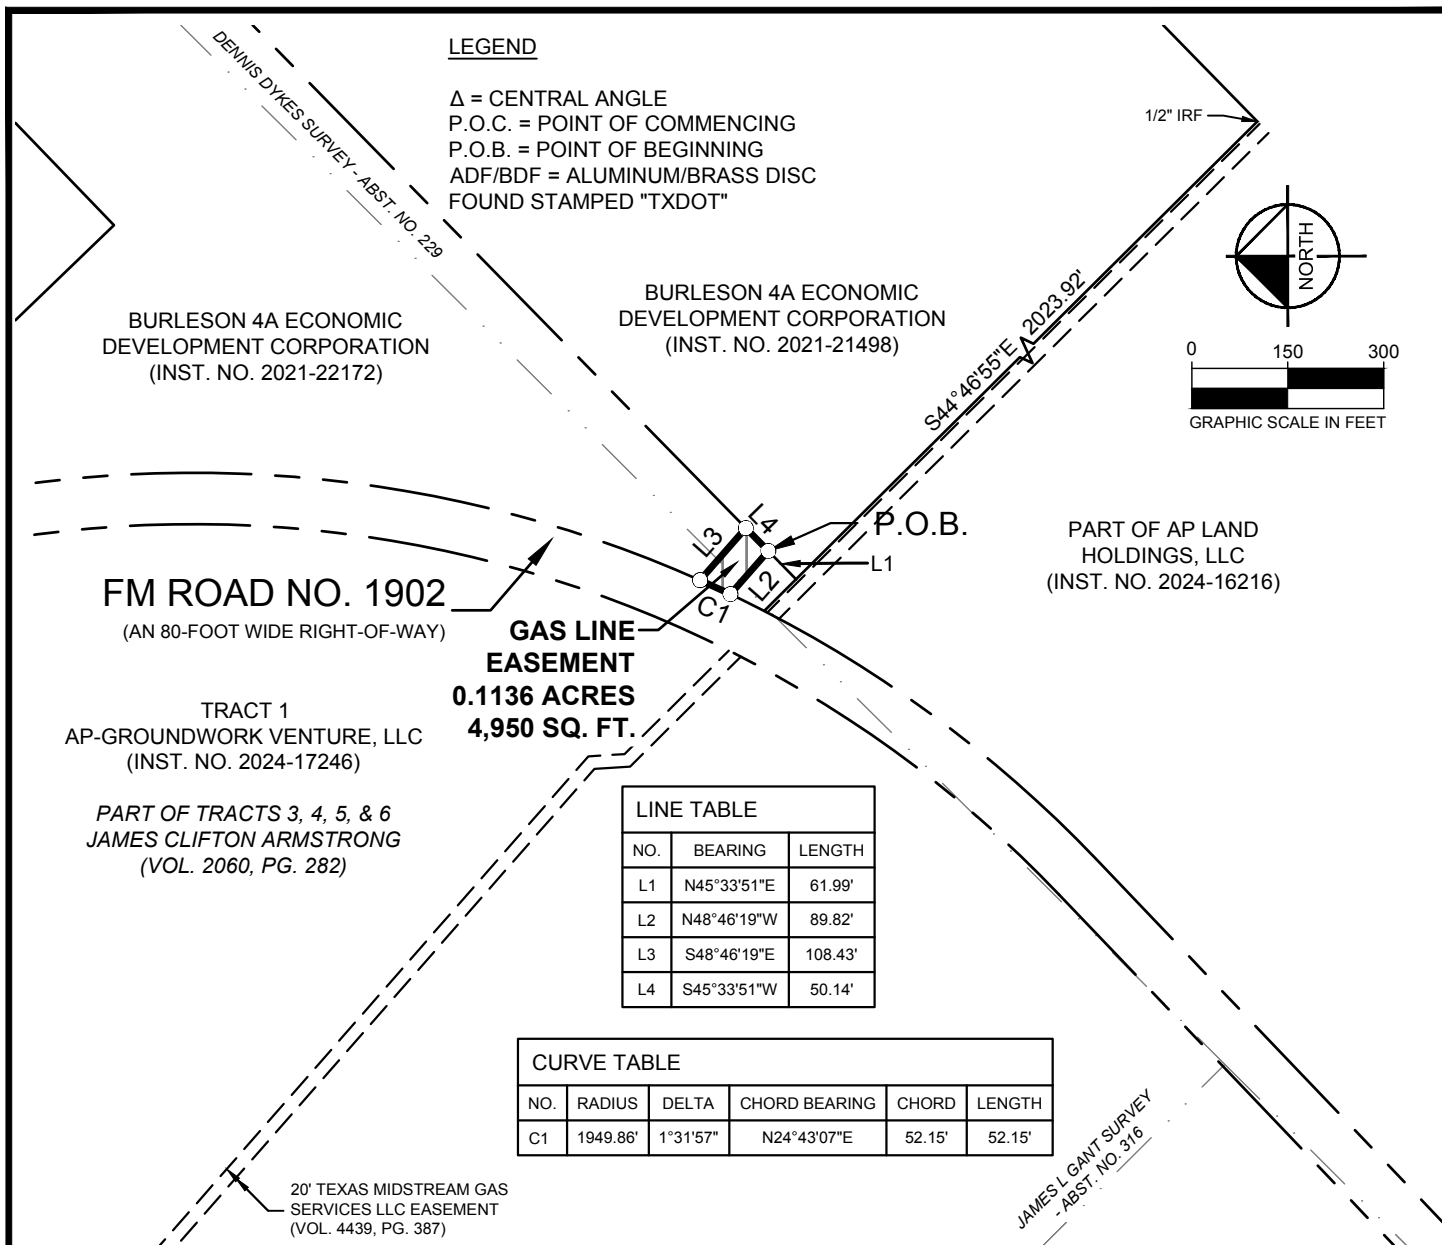 LEGEND
Δ = CENTRAL ANGLE
P.O.C. = POINT OF COMMENCING
P.O.B. = POINT OF BEGINNING
ADF/BDF = ALUMINUM/BRASS DISC
FOUND STAMPED "TXDOT"
DENNIS DYKES SURVEY - ABST. NO. 229
1/2" IRF
NORTH
BURLESON 4A ECONOMIC
DEVELOPMENT CORPORATION
(INST. NO. 2021-22172)
BURLESON 4A ECONOMIC
DEVELOPMENT CORPORATION
(INST. NO. 2021-21498)
S44°46'55"E 2023.92'
0 150 300
GRAPHIC SCALE IN FEET
L4
L3
P.O.B.
L1
L2
C1
PART OF AP LAND
HOLDINGS, LLC
(INST. NO. 2024-16216)
FM ROAD NO. 1902
(AN 80-FOOT WIDE RIGHT-OF-WAY)
GAS LINE
EASEMENT
0.1136 ACRES
4,950 SQ. FT.
TRACT 1
AP-GROUNDWORK VENTURE, LLC
(INST. NO. 2024-17246)
PART OF TRACTS 3, 4, 5, & 6
JAMES CLIFTON ARMSTRONG
(VOL. 2060, PG. 282)
LINE TABLE
NO. BEARING LENGTH
L1 N45°33'51"E 61.99'
L2 N48°46'19"W 89.82'
L3 S48°46'19"E 108.43'
L4 S45°33'51"W 50.14'
CURVE TABLE
NO. RADIUS DELTA CHORD BEARING CHORD LENGTH
C1 1949.86' 1°31'57" N24°43'07"E 52.15' 52.15'
20' TEXAS MIDSTREAM GAS
SERVICES LLC EASEMENT
(VOL. 4439, PG. 387)
JAMES L GANT SURVEY
- ABST. NO. 316